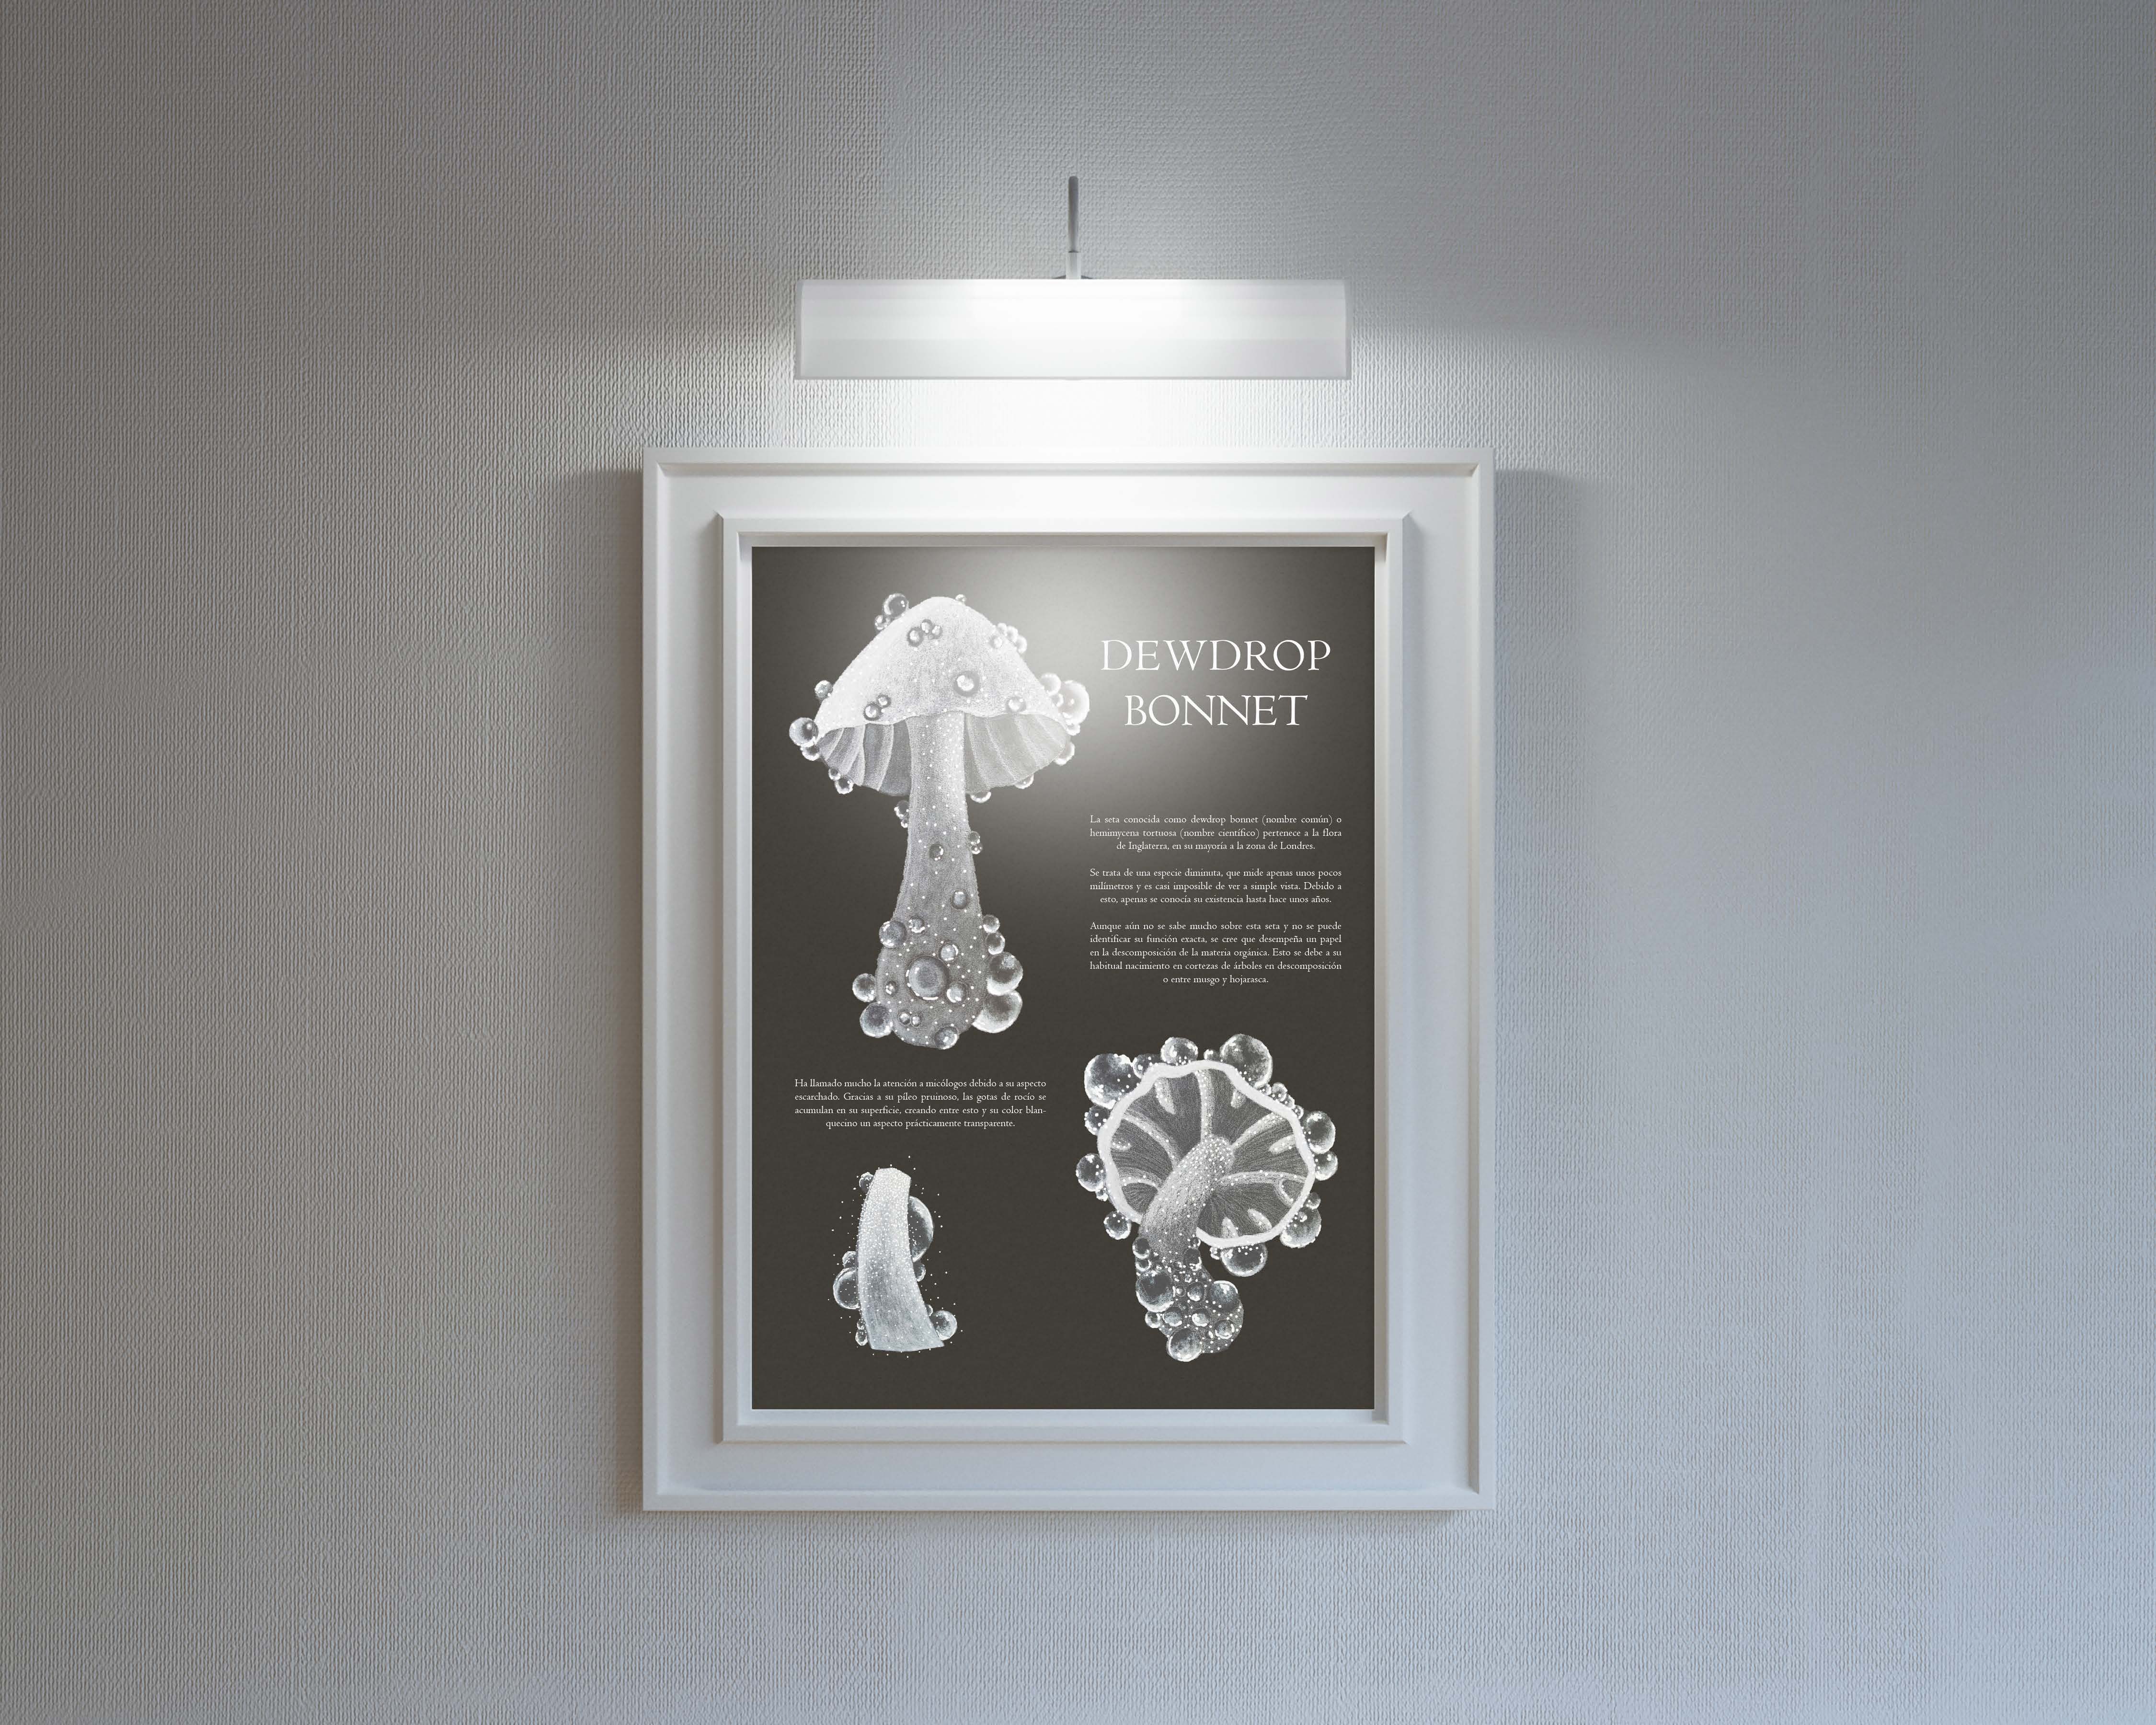 DEWDROP
BONNET
La seta conocida como dewdrop bonnet (nombre común) o
hemimycena tortuosa (nombre científico) pertenece a la flora
de Inglaterra, en su mayoría a la zona de Londres.
Se trata de una especie diminuta, que mide apenas unos pocos
milímetros y es casi imposible de ver a simple vista. Debido a
esto, apenas se conocía su existencia hasta hace unos años.
Aunque aún no se sabe mucho sobre esta seta y no se puede
identificar su función exacta, se cree que desempeña un papel
en la descomposición de la materia orgánica. Esto se debe a su
habitual nacimiento en cortezas de árboles en descomposición
o entre musgo y hojarasca.
Ha llamado mucho la atención a micólogos debido a su aspecto
escarchado. Gracias a su píleo pruinoso, las gotas de rocío se
acumulan en su superficie, creando entre esto y su color blan-
quecino un aspecto prácticamente transparente.